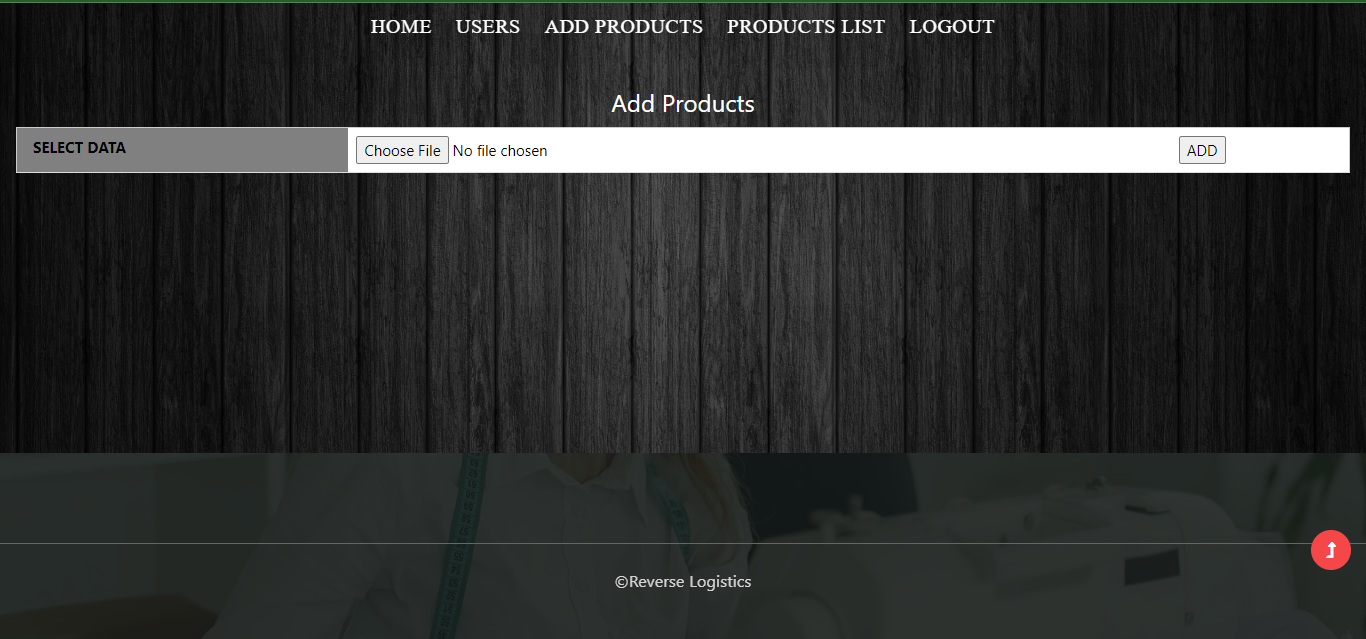 HOME USERS ADD PRODUCTS PRODUCTS LIST LOGOUT
Add Products
SELECT DATA Choose File No file chosen ADD
©Reverse Logistics